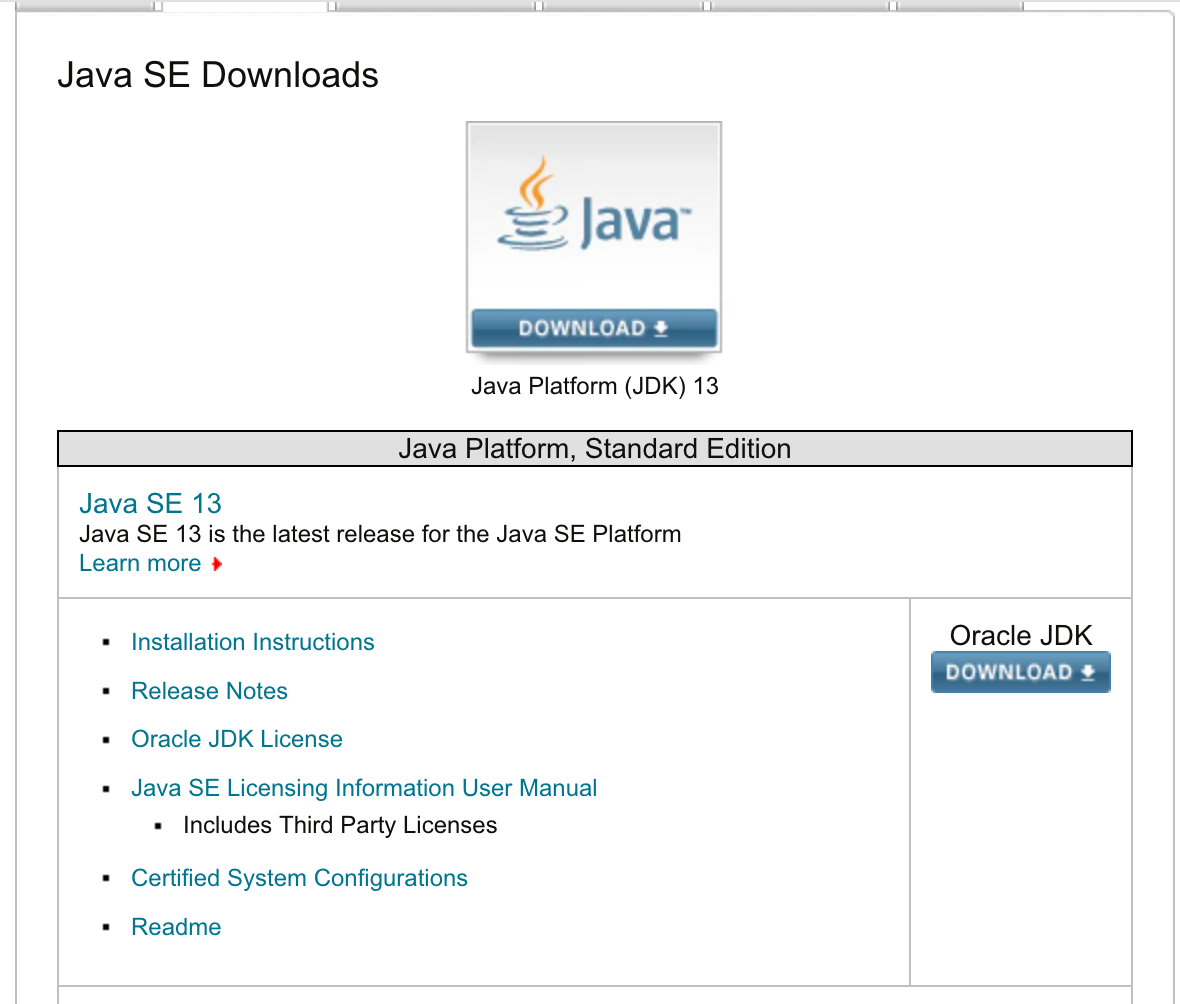 Java SE Downloads
Java™
DOWNLOAD
Java Platform (JDK) 13
Java Platform, Standard Edition
Java SE 13
Java SE 13 is the latest release for the Java SE Platform
Learn more
Installation Instructions
Release Notes
Oracle JDK License
Java SE Licensing Information User Manual
Includes Third Party Licenses
Certified System Configurations
Readme
Oracle JDK
DOWNLOAD